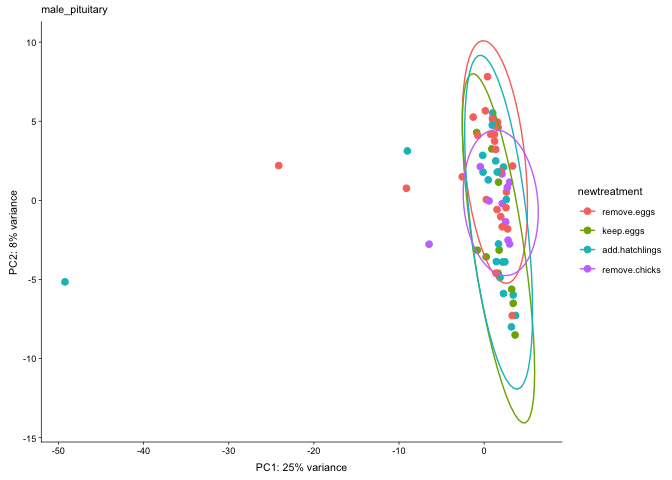 male_pituitary
10
5
0
-5
-10
-15
PC2: 8% variance
-50
-40
-30
-20
-10
0
PC1: 25% variance
newtreatment
remove.eggs
keep.eggs
add.hatchlings
remove.chicks